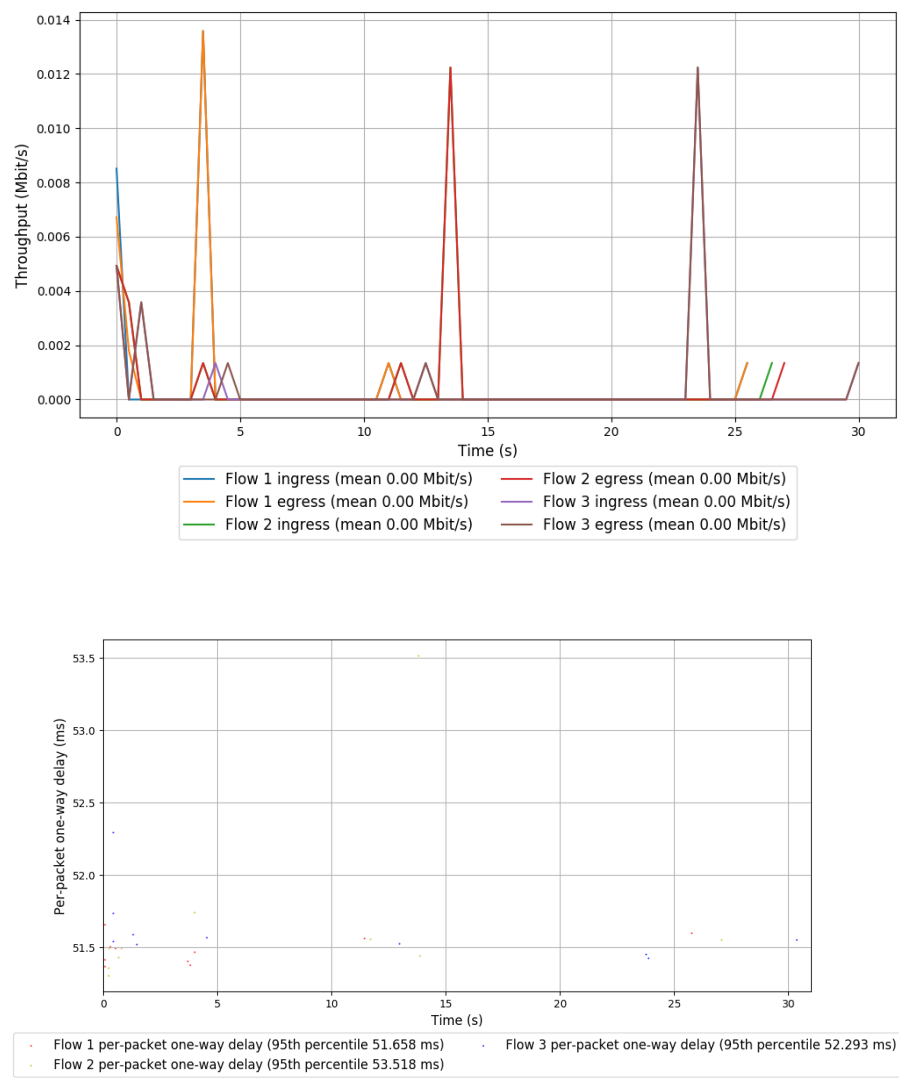 0.014
0.012
0.010
0.008
0.006
0.004
0.002
0.000
Throughput (Mbit/s)
0 5 10 15 20 25 30
Time (s)
Flow 1 ingress (mean 0.00 Mbit/s)
Flow 1 egress (mean 0.00 Mbit/s)
Flow 2 ingress (mean 0.00 Mbit/s)
Flow 2 egress (mean 0.00 Mbit/s)
Flow 3 ingress (mean 0.00 Mbit/s)
Flow 3 egress (mean 0.00 Mbit/s)
53.5
53.0
52.5
52.0
51.5
Per-packet one-way delay (ms)
0 5 10 15 20 25 30
Time (s)
Flow 1 per-packet one-way delay (95th percentile 51.658 ms)
Flow 2 per-packet one-way delay (95th percentile 53.518 ms)
Flow 3 per-packet one-way delay (95th percentile 52.293 ms)